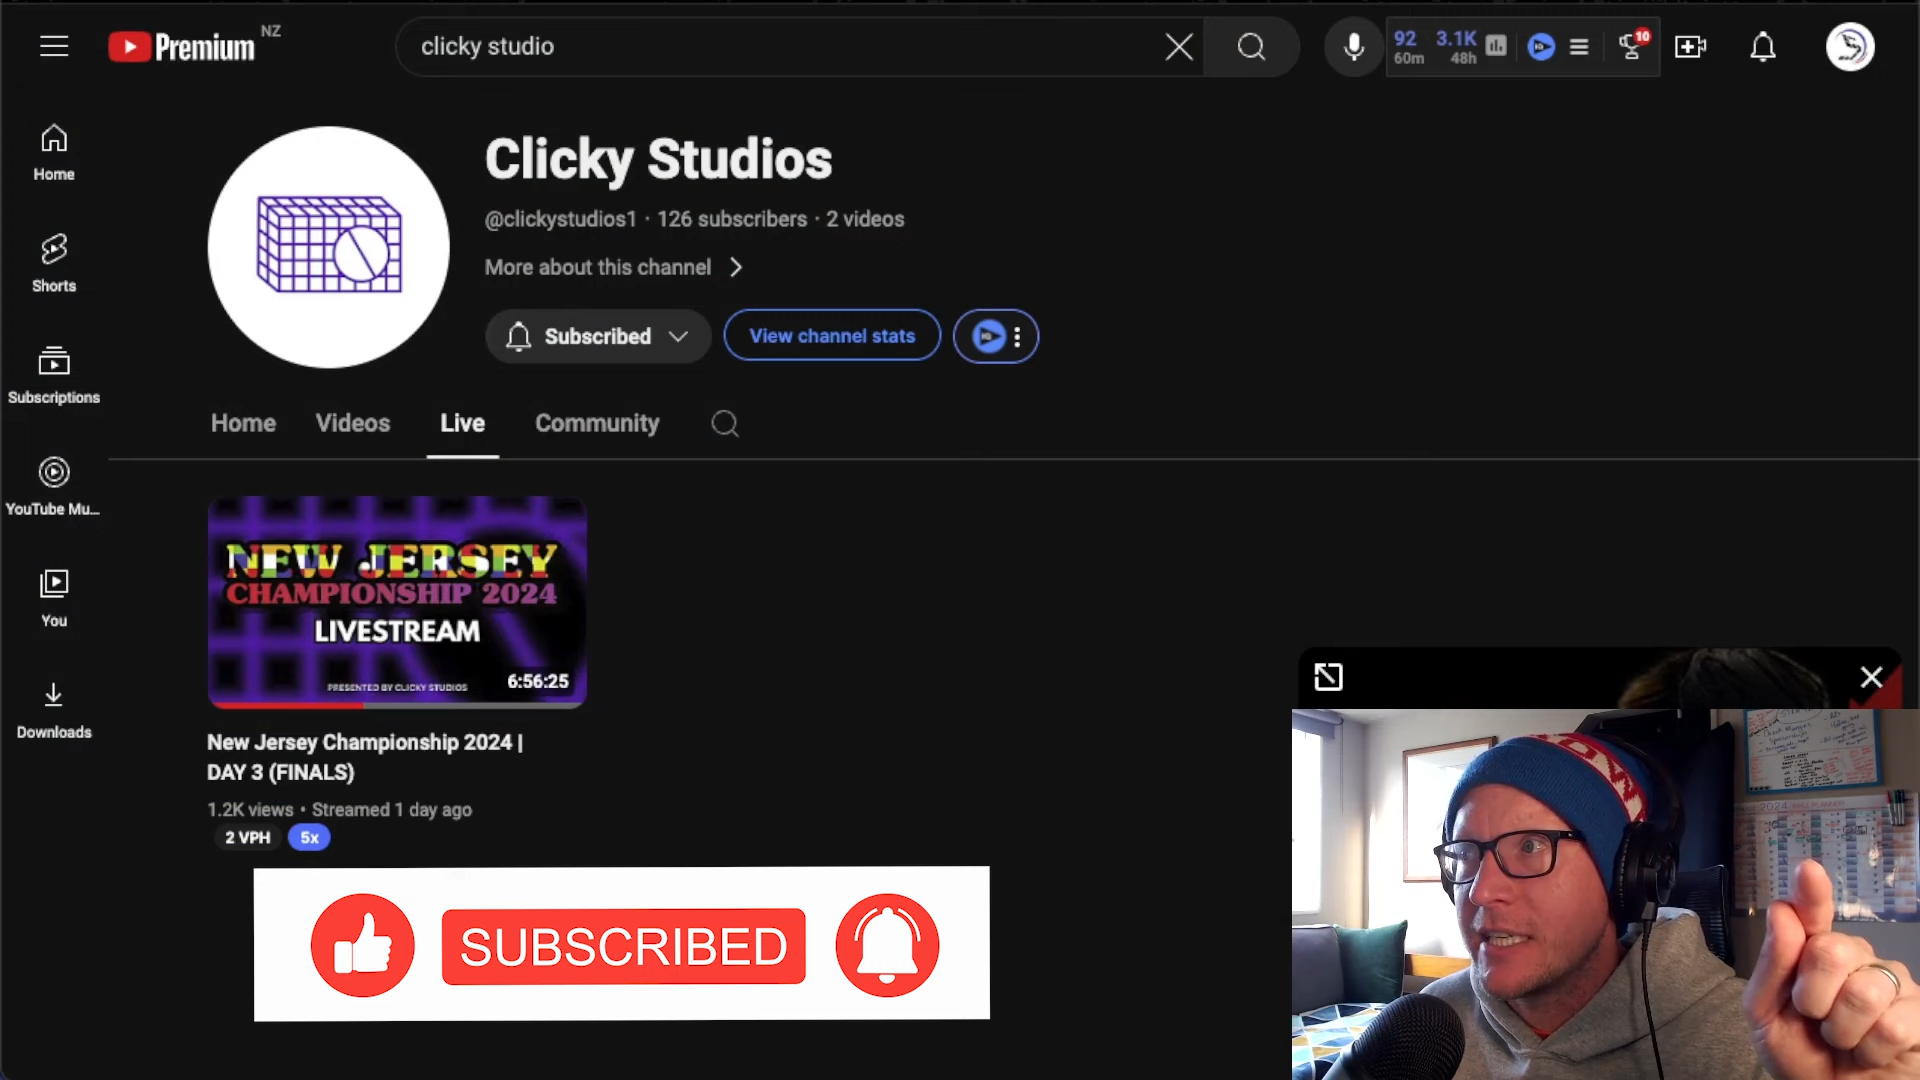 Premium NZ
clicky studio
92
60m
3.1K
48h
10
Home
Shorts
Subscriptions
YouTube Mu...
You
Downloads
Clicky Studios
@clickystudios1 · 126 subscribers · 2 videos
More about this channel
Subscribed
View channel stats
Home
Videos
Live
Community
NEW JERSEY
CHAMPIONSHIP 2024
LIVESTREAM
PRESENTED BY CLICKY STUDIOS
6:56:25
New Jersey Championship 2024 |
DAY 3 (FINALS)
1.2K views • Streamed 1 day ago
2 VPH
5x
SUBSCRIBED